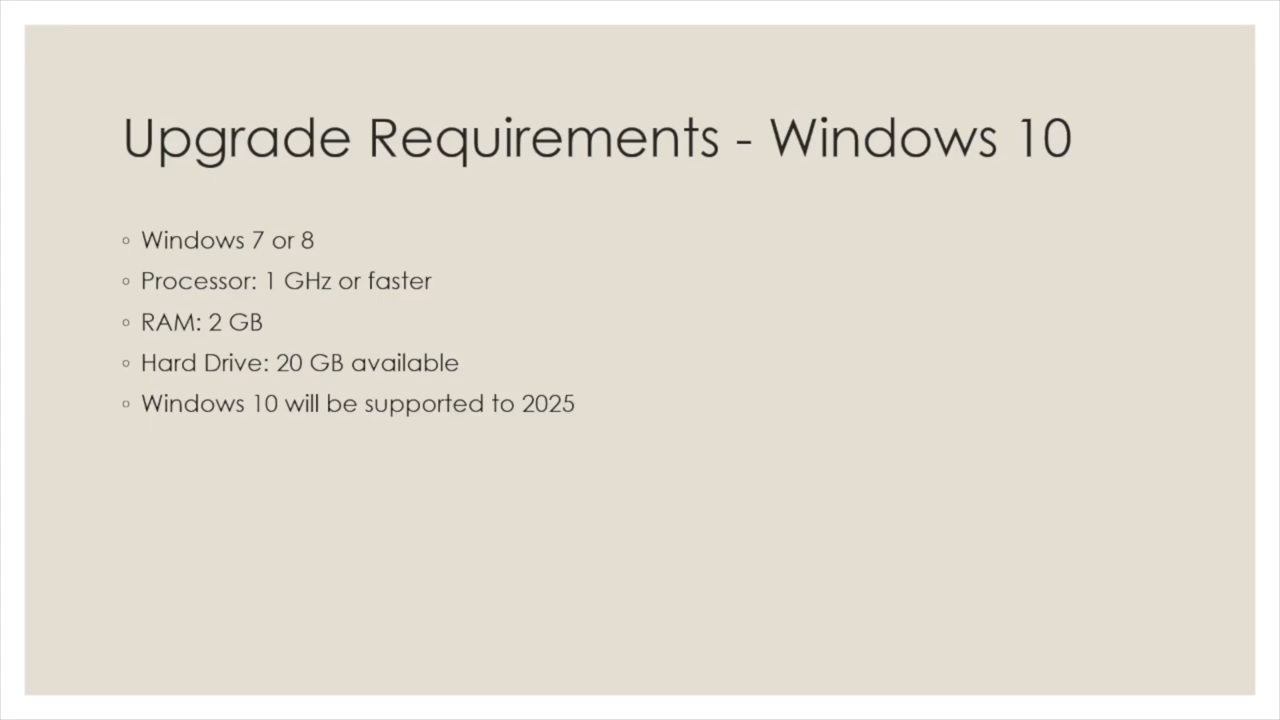 Upgrade Requirements - Windows 10
◦ Windows 7 or 8
◦ Processor: 1 GHz or faster
◦ RAM: 2 GB
◦ Hard Drive: 20 GB available
◦ Windows 10 will be supported to 2025